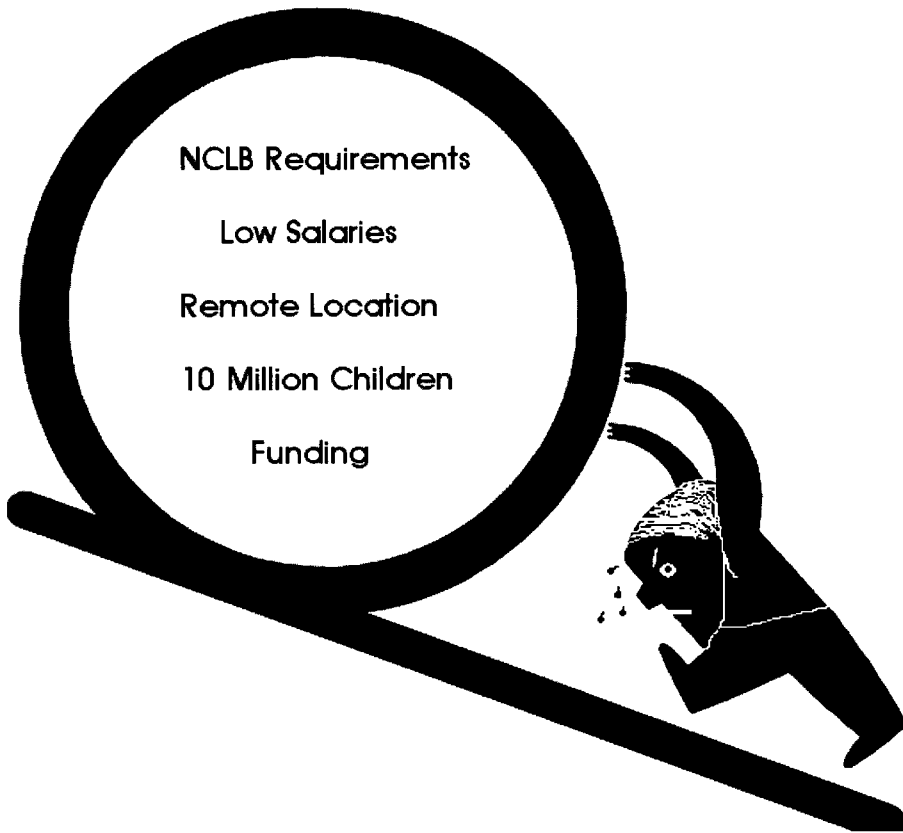 NCLB Requirements
Low Salaries
Remote Location
10 Million Children
Funding